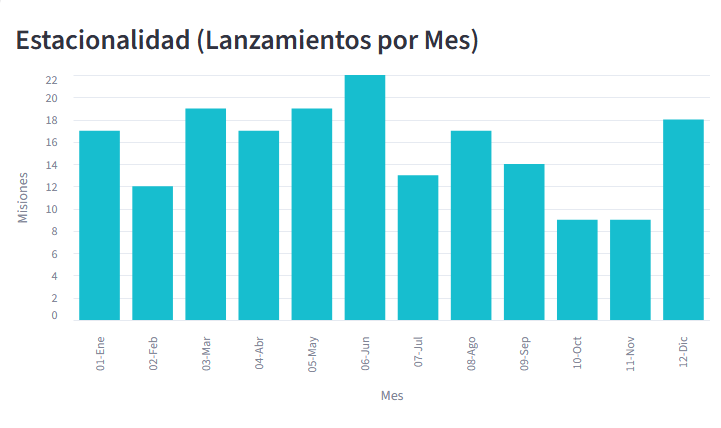 Estacionalidad (Lanzamientos por Mes)
22
20
18
16
14
12
10
8
6
4
2
0
Misiones
01-Ene
02-Feb
03-Mar
04-Abr
05-May
06-Jun
07-Jul
08-Ago
09-Sep
10-Oct
11-Nov
12-Dic
Mes